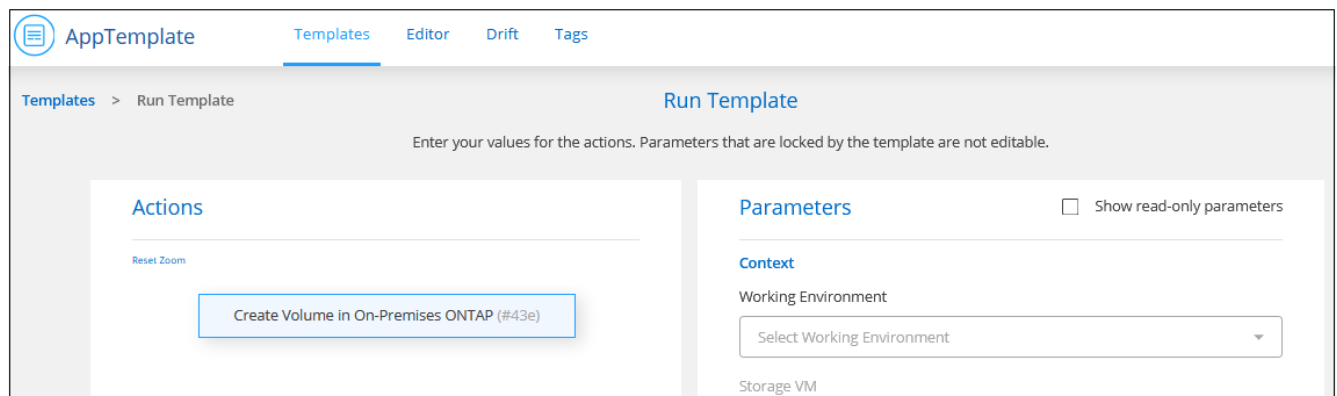 AppTemplate
Templates Editor Drift Tags
Templates > Run Template
Run Template
Enter your values for the actions. Parameters that are locked by the template are not editable.
Actions
Reset Zoom
Create Volume in On-Premises ONTAP (#43e)
Parameters
Show read-only parameters
Context
Working Environment
Select Working Environment
Storage VM